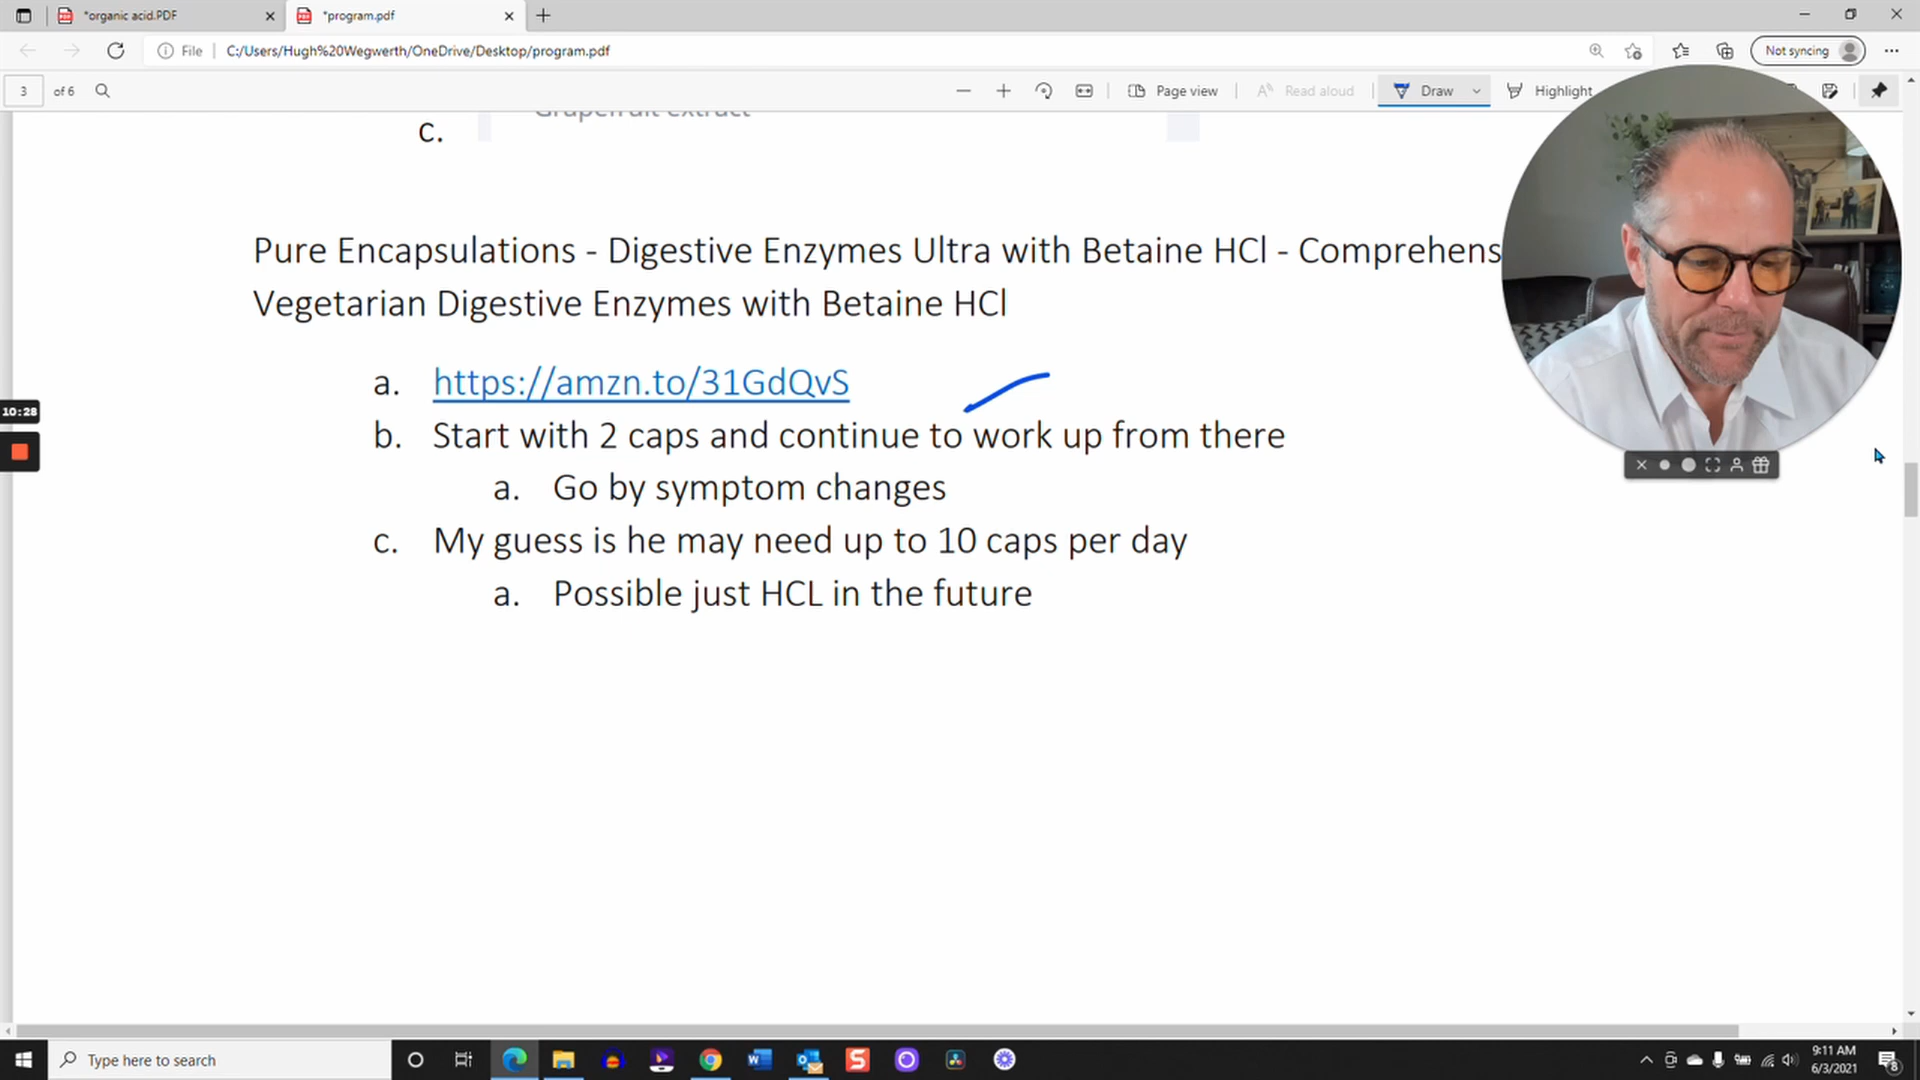 *organic acid.PDF
*program.pdf
File
C:/Users/Hugh%20Wegwerth/OneDrive/Desktop/program.pdf
Not syncing
3 of 6
Page view
Read aloud
Draw
Highlight
Grapefruit extract
c.
Pure Encapsulations - Digestive Enzymes Ultra with Betaine HCl - Comprehens
Vegetarian Digestive Enzymes with Betaine HCl
a. https://amzn.to/31GdQvS
10:28
b. Start with 2 caps and continue to work up from there
a. Go by symptom changes
c. My guess is he may need up to 10 caps per day
a. Possible just HCL in the future
Type here to search
9:11 AM
6/3/2021
8